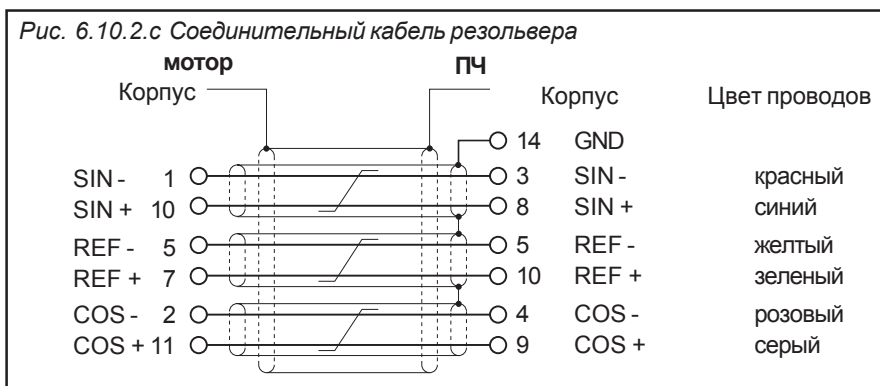 Рис. 6.10.2.c Соединительный кабель резольвера
мотор ПЧ
Корпус Корпус Цвет проводов
14 GND
SIN - 1 3 SIN - красный
SIN + 10 8 SIN + синий
REF - 5 5 REF - желтый
REF + 7 10 REF + зеленый
COS - 2 4 COS - розовый
COS + 11 9 COS + серый